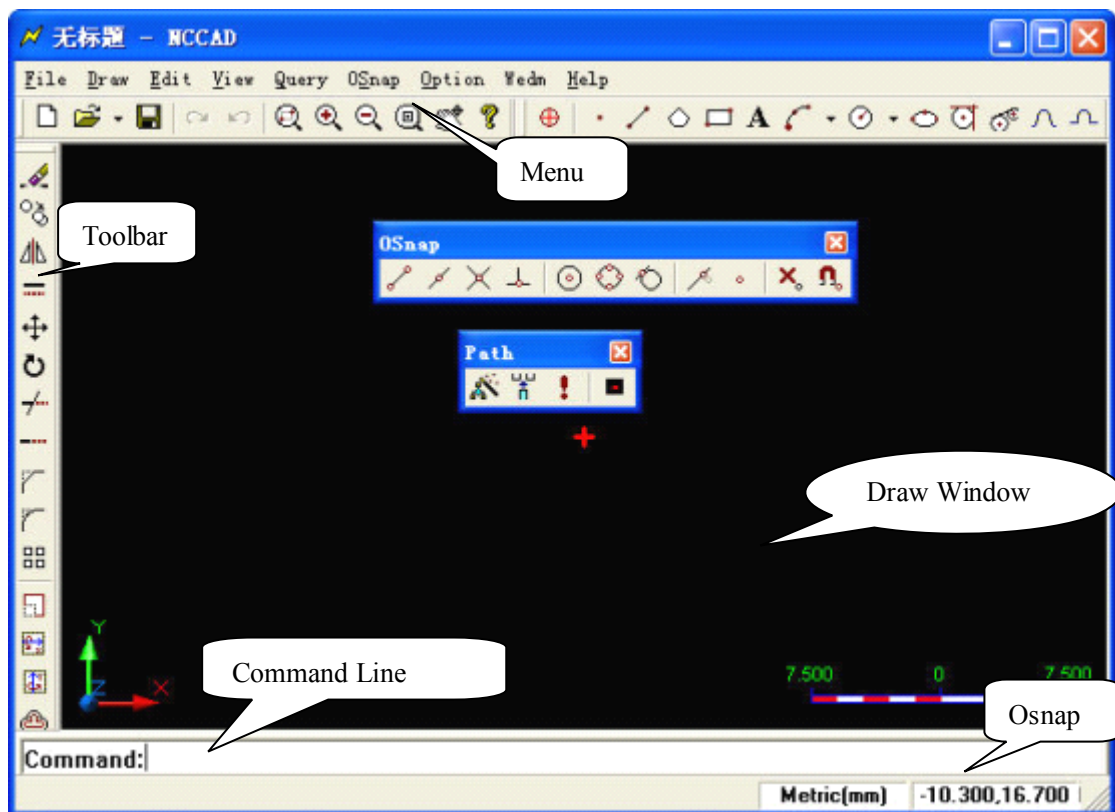 无标题 - NCCAD
File Draw Edit View Query OSnap Option Wedm Help
A
Menu
Toolbar
OSnap
Path
Draw Window
Y
Z X
Command Line
7.500 0 7.500
Osnap
Command:
Metric(mm) -10.300,16.700